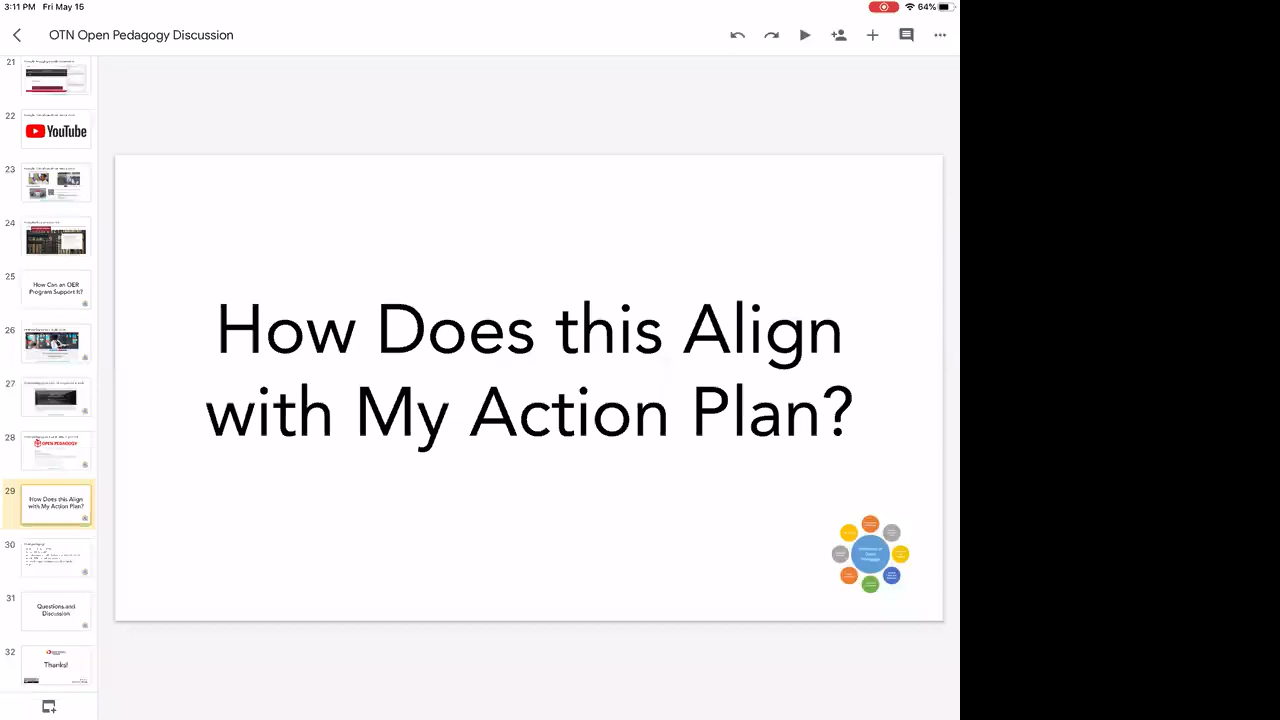 3:11 PM Fri May 15
64%
OTN Open Pedagogy Discussion
21
22
YouTube
23
24
25
How Can an OER
Program Support It?
26
27
28
OPEN PEDAGOGY
29
How Does this Align
with My Action Plan?
30
31
Questions and
Discussion
32
Thanks!
How Does this Align
with My Action Plan?